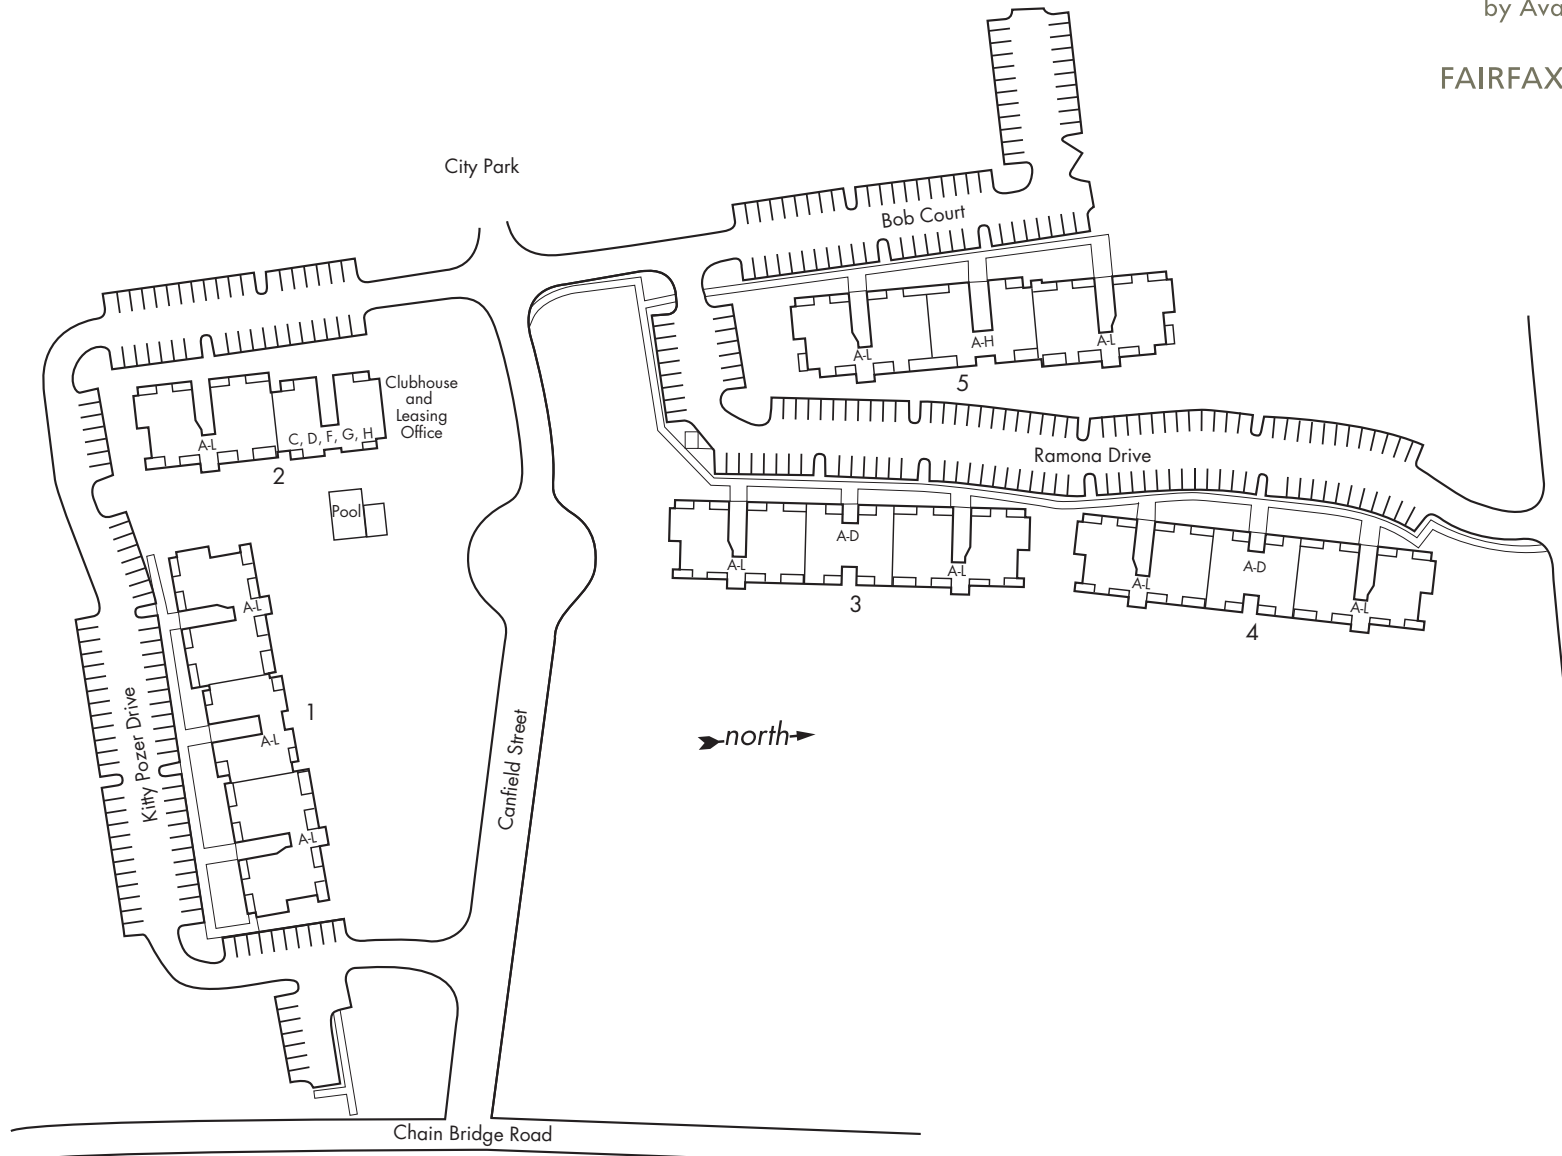 by Ava
FAIRFAX
City Park
Bob Court
A-L
A-H
A-L
5
Clubhouse
and
Leasing
Office
A-L
C, D, F, G, H
2
Ramona Drive
Pool
A-D
A-L
A-L
3
A-D
A-L
A-L
4
A-L
A-L
A-L
1
Kitty Pozer Drive
Canfield Street
north
Chain Bridge Road